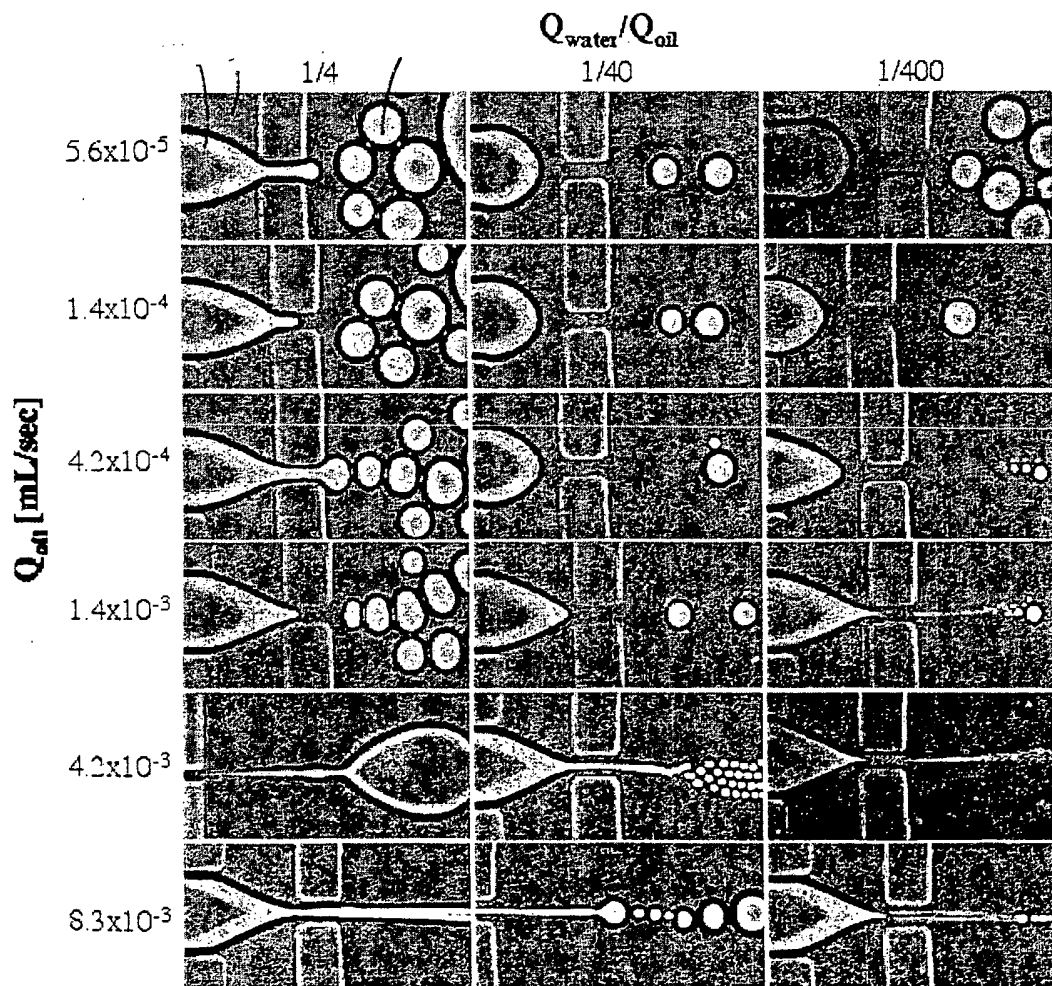 Q_water/Q_oil
1/4 1/40 1/400
5.6x10^-5
1.4x10^-4
4.2x10^-4
1.4x10^-3
4.2x10^-3
8.3x10^-3
Q_oil [mL/sec]